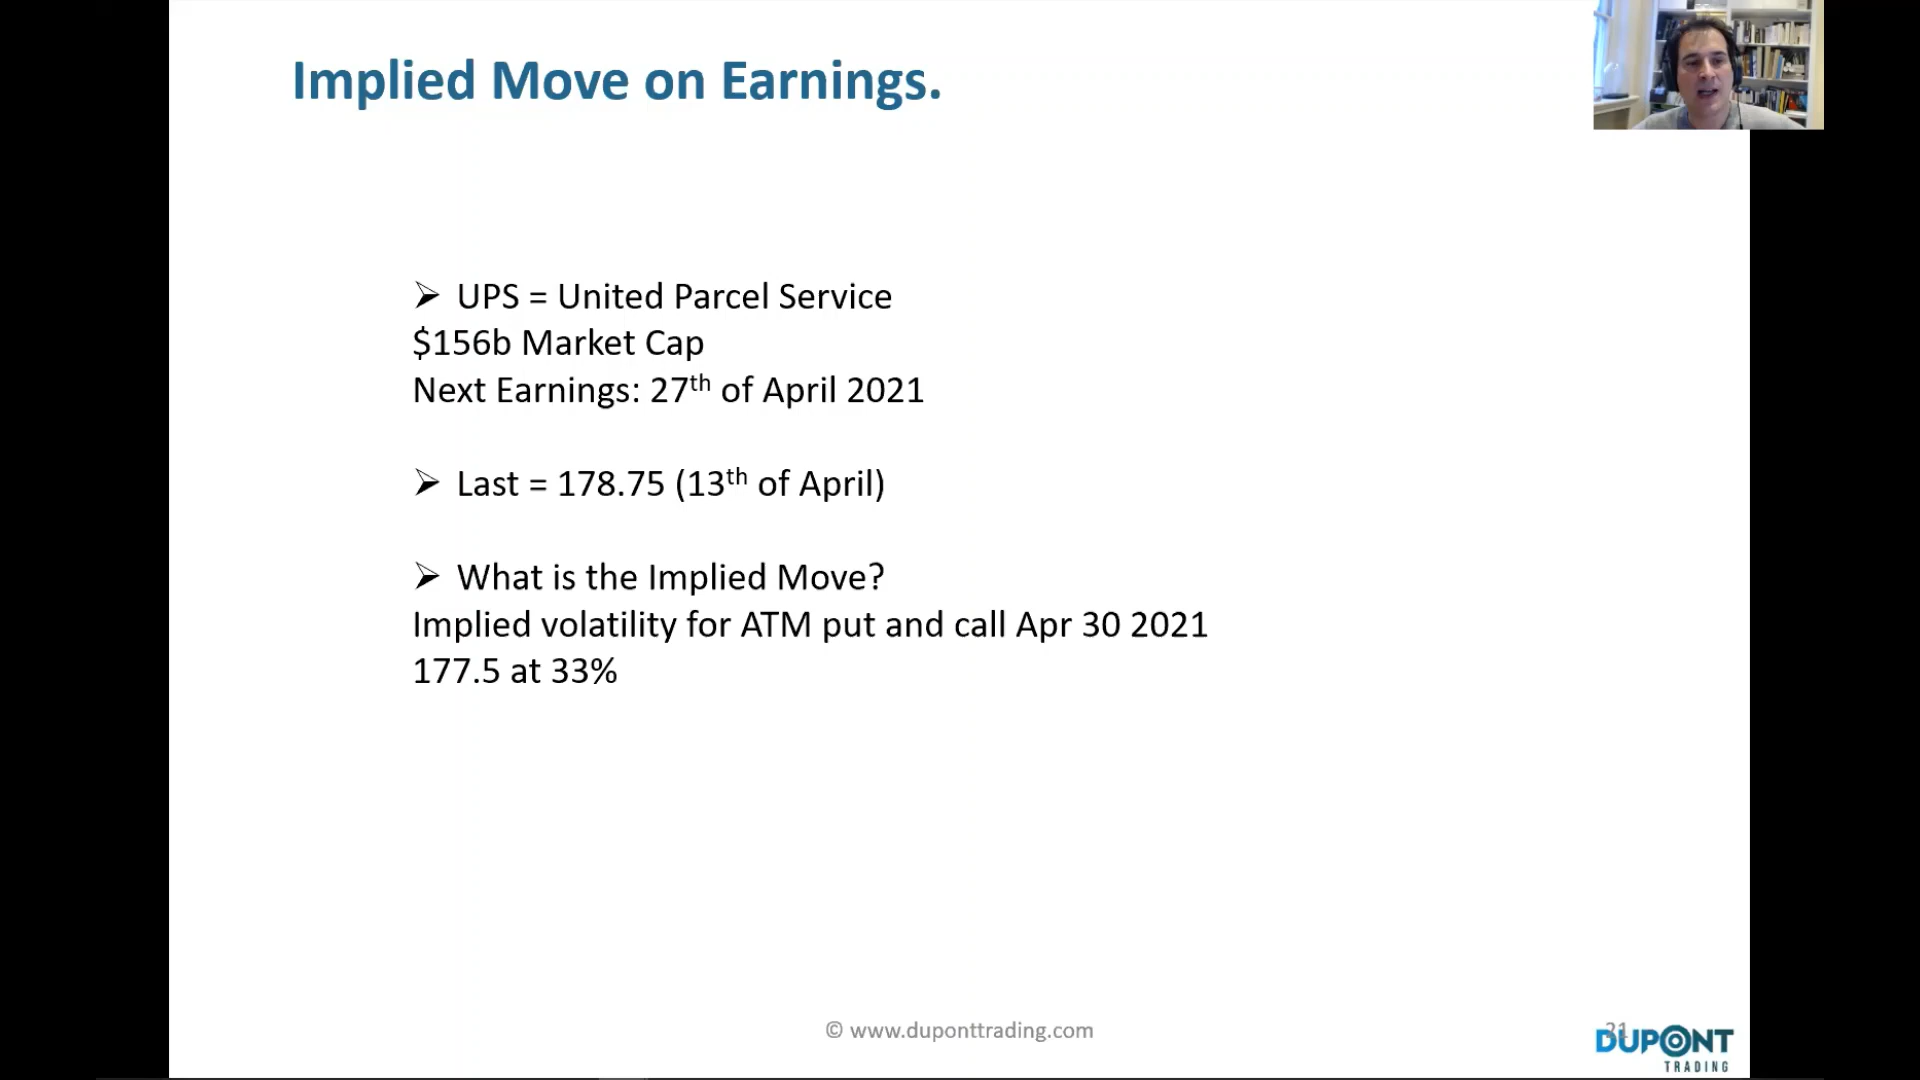 Implied Move on Earnings.
➢ UPS = United Parcel Service
$156b Market Cap
Next Earnings: 27th of April 2021
➢ Last = 178.75 (13th of April)
➢ What is the Implied Move?
Implied volatility for ATM put and call Apr 30 2021
177.5 at 33%
© www.duponttrading.com
21
DUPONT
TRADING